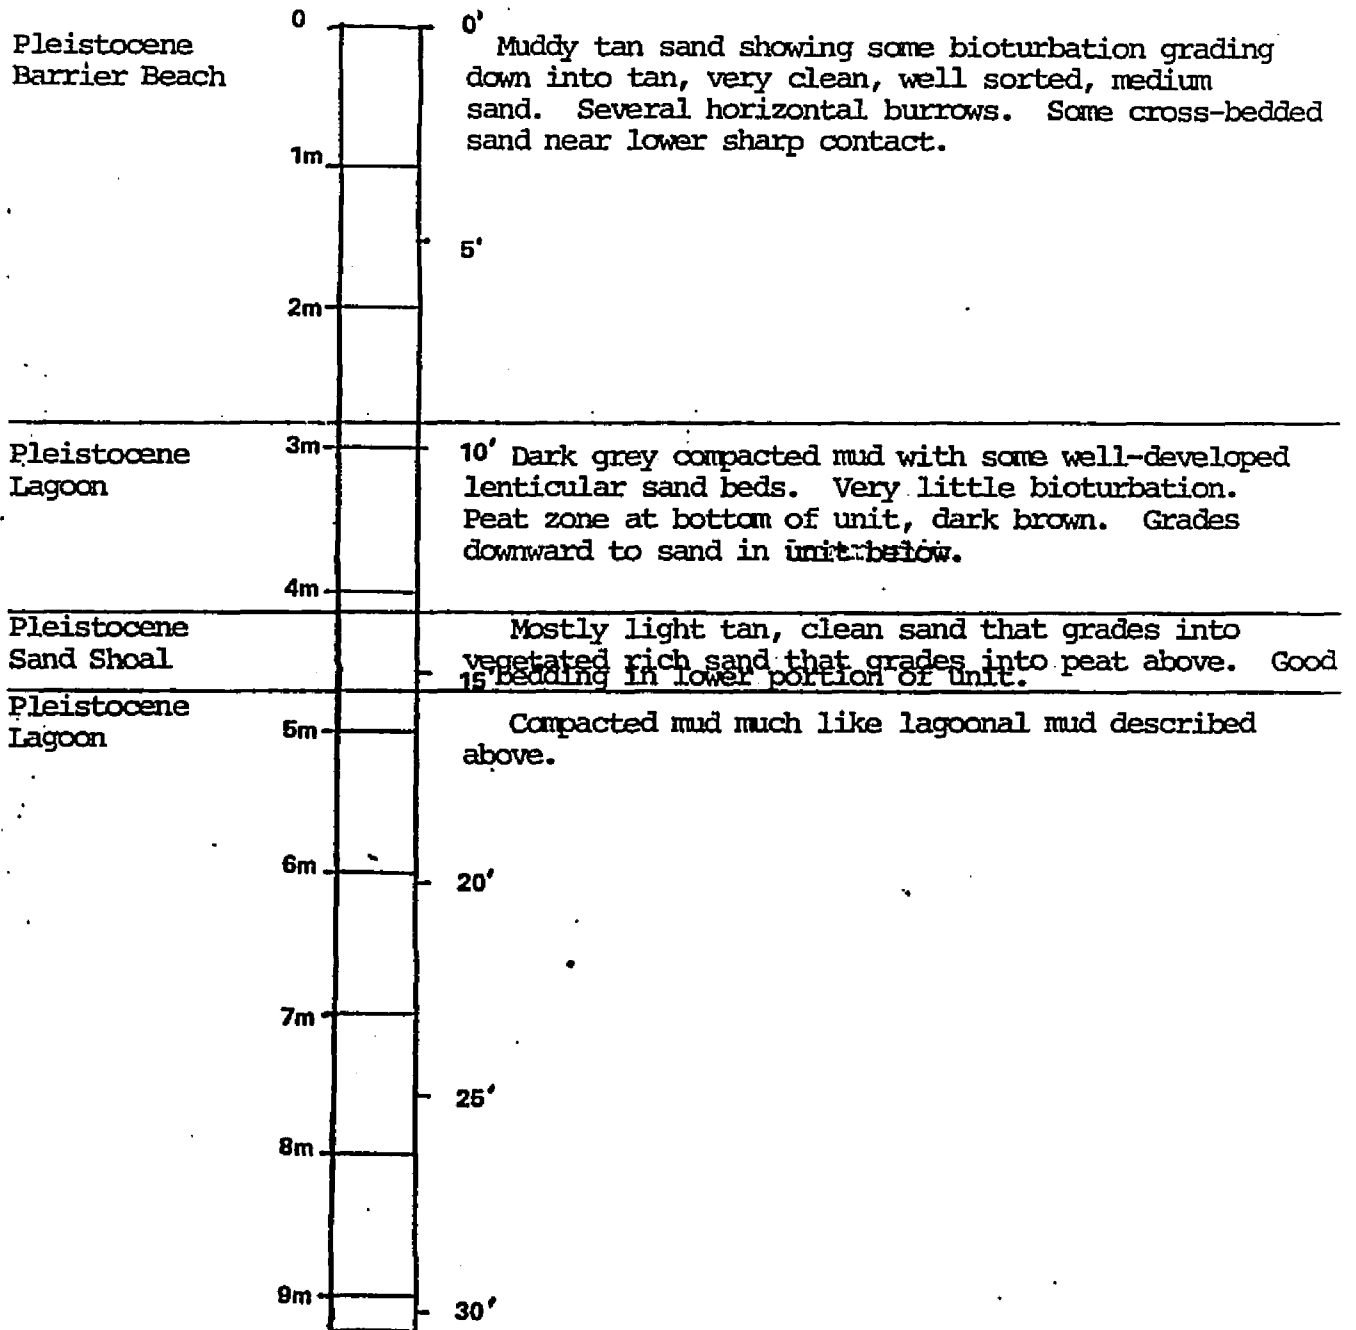 0 0'
Pleistocene
Barrier Beach
Muddy tan sand showing some bioturbation grading
down into tan, very clean, well sorted, medium
sand. Several horizontal burrows. Some cross-bedded
sand near lower sharp contact.
1m
5'
2m
Pleistocene
Lagoon
3m
10' Dark grey compacted mud with some well-developed
lenticular sand beds. Very little bioturbation.
Peat zone at bottom of unit, dark brown. Grades
downward to sand in unit below.
4m
Pleistocene
Sand Shoal
Mostly light tan, clean sand that grades into
vegetated rich sand that grades into peat above. Good
15' bedding in lower portion of unit.
Pleistocene
Lagoon
5m
Compacted mud much like lagoonal mud described
above.
6m
20'
7m
25'
8m
9m
30'